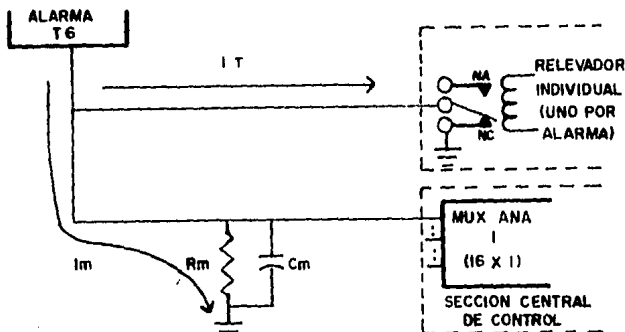 ALARMA
T6
IT
NA
NC
RELEVADOR
INDIVIDUAL
(UNO POR
ALARMA)
Im
Rm
Cm
MUX ANA
I
(16 X 1)
SECCION CENTRAL
DE CONTROL